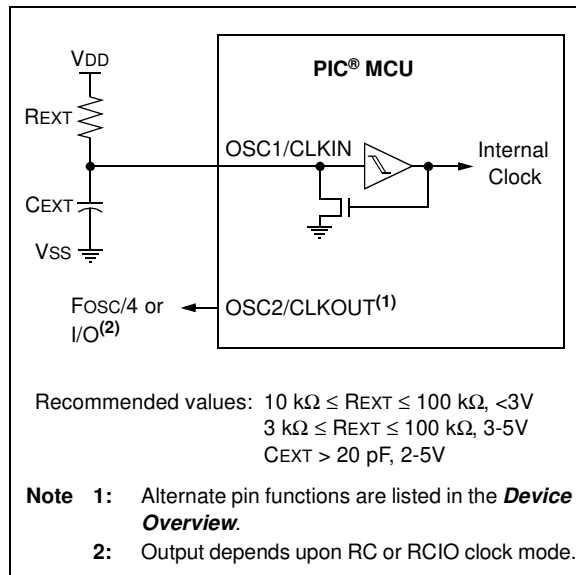 VDD
PIC® MCU
REXT
OSC1/CLKIN
Internal
Clock
CEXT
VSS
FOSC/4 or
I/O(2)
OSC2/CLKOUT(1)
Recommended values: 10 kΩ ≤ REXT ≤ 100 kΩ, <3V
3 kΩ ≤ REXT ≤ 100 kΩ, 3-5V
CEXT > 20 pF, 2-5V
Note 1: Alternate pin functions are listed in the Device
Overview.
2: Output depends upon RC or RCIO clock mode.